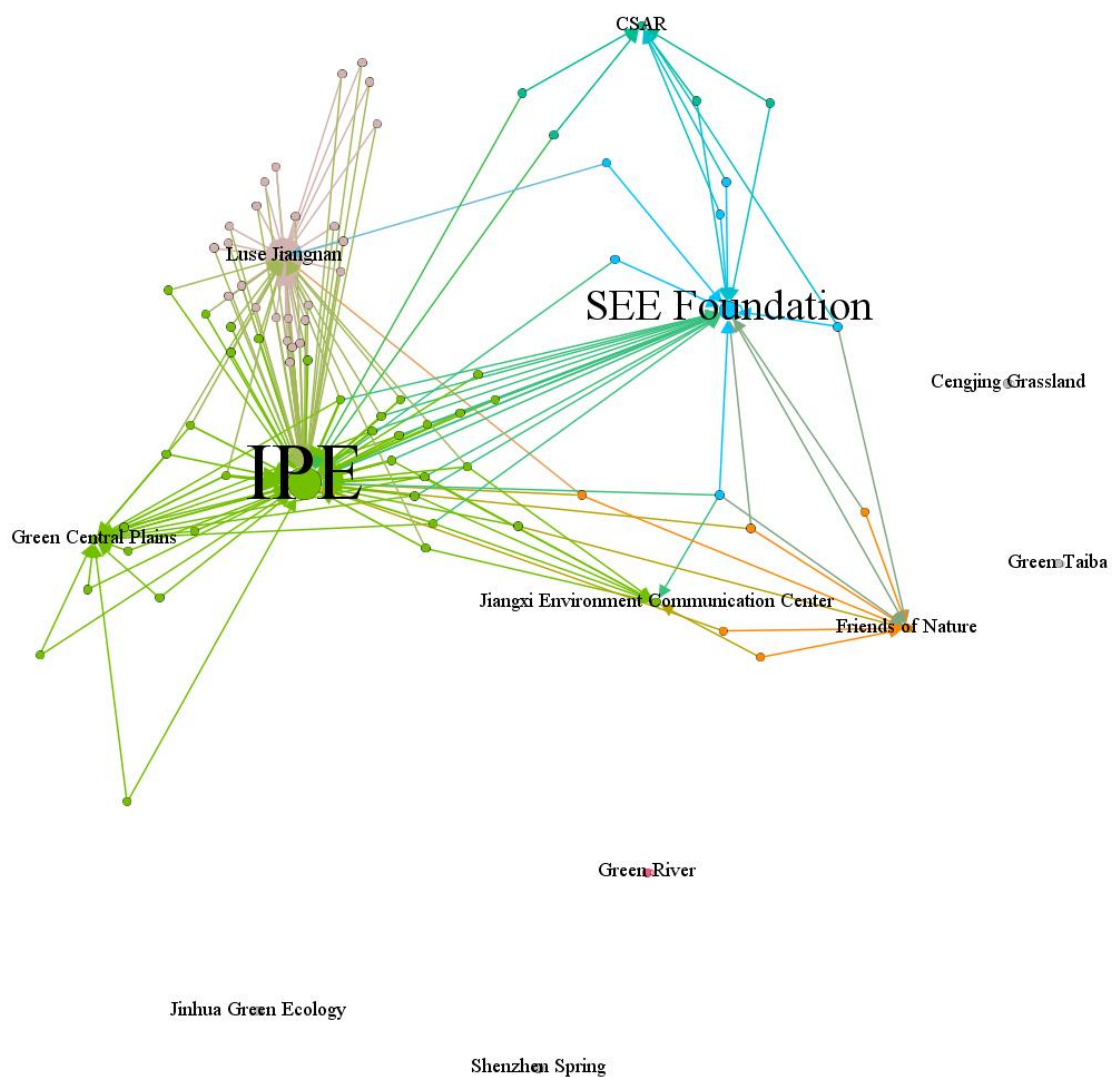 CSAR
Luse Jiangnan
SEE Foundation
Cengjing Grassland
IPE
Green Central Plains
Green Taiba
Jiangxi Environment Communication Center
Friends of Nature
Green River
Jinhua Green Ecology
Shenzhen Spring